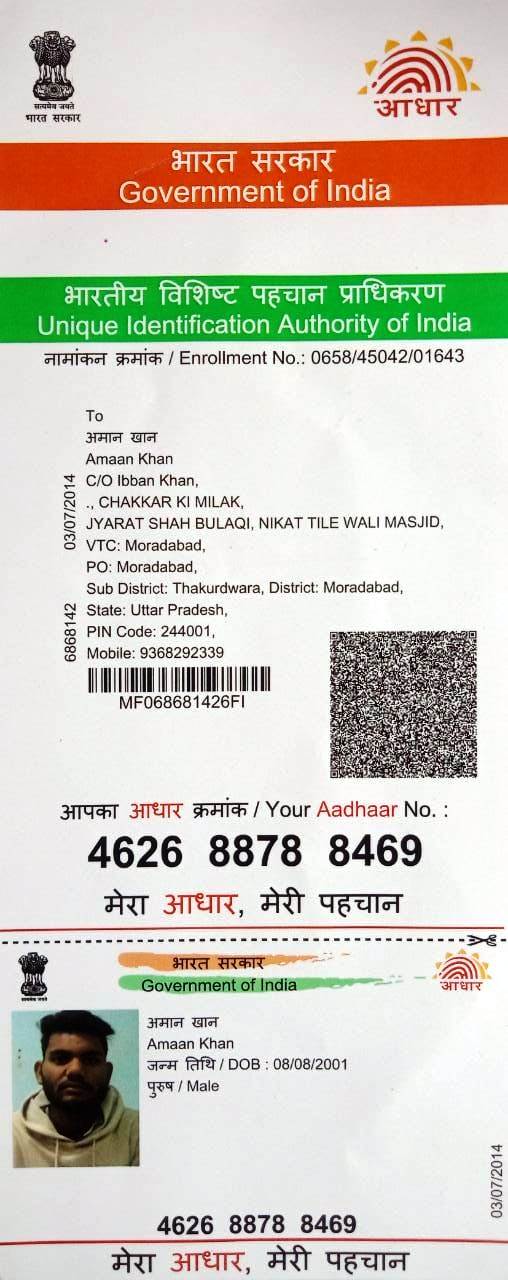 सत्यमेव जयते
भारत सरकार
आधार
भारत सरकार
Government of India
भारतीय विशिष्ट पहचान प्राधिकरण
Unique Identification Authority of India
नामांकन क्रमांक / Enrollment No.: 0658/45042/01643
To
अमान खान
Amaan Khan
C/O Ibban Khan,
., CHAKKAR KI MILAK,
JYARAT SHAH BULAQI, NIKAT TILE WALI MASJID,
VTC: Moradabad,
PO: Moradabad,
Sub District: Thakurdwara, District: Moradabad,
State: Uttar Pradesh,
PIN Code: 244001,
Mobile: 9368292339
03/07/2014
6868142
MF068681426FI
आपका आधार क्रमांक / Your Aadhaar No. :
4626 8878 8469
मेरा आधार, मेरी पहचान
भारत सरकार
Government of India
आधार
अमान खान
Amaan Khan
जन्म तिथि / DOB : 08/08/2001
पुरुष / Male
03/07/2014
4626 8878 8469
मेरा आधार, मेरी पहचान